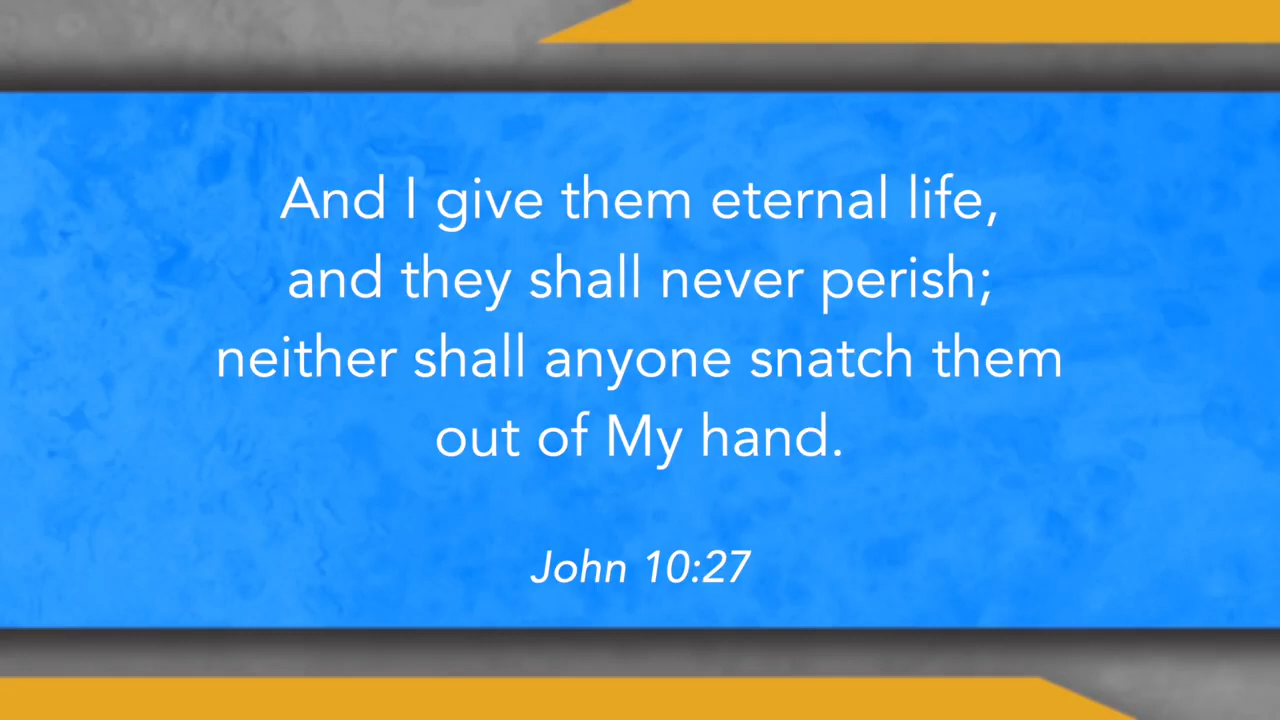 And I give them eternal life,
and they shall never perish;
neither shall anyone snatch them
out of My hand.
John 10:27